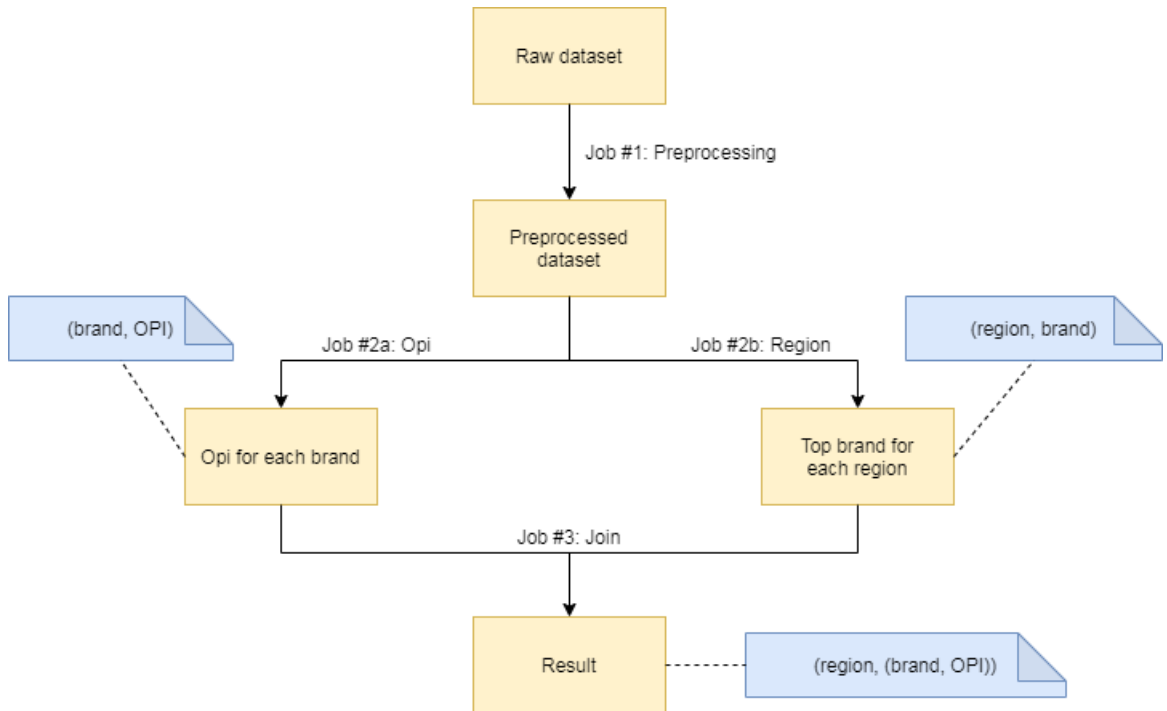 Raw dataset
Job #1: Preprocessing
Preprocessed
dataset
(brand, OPI)
(region, brand)
Job #2a: Opi
Job #2b: Region
Opi for each brand
Top brand for
each region
Job #3: Join
Result
(region, (brand, OPI))